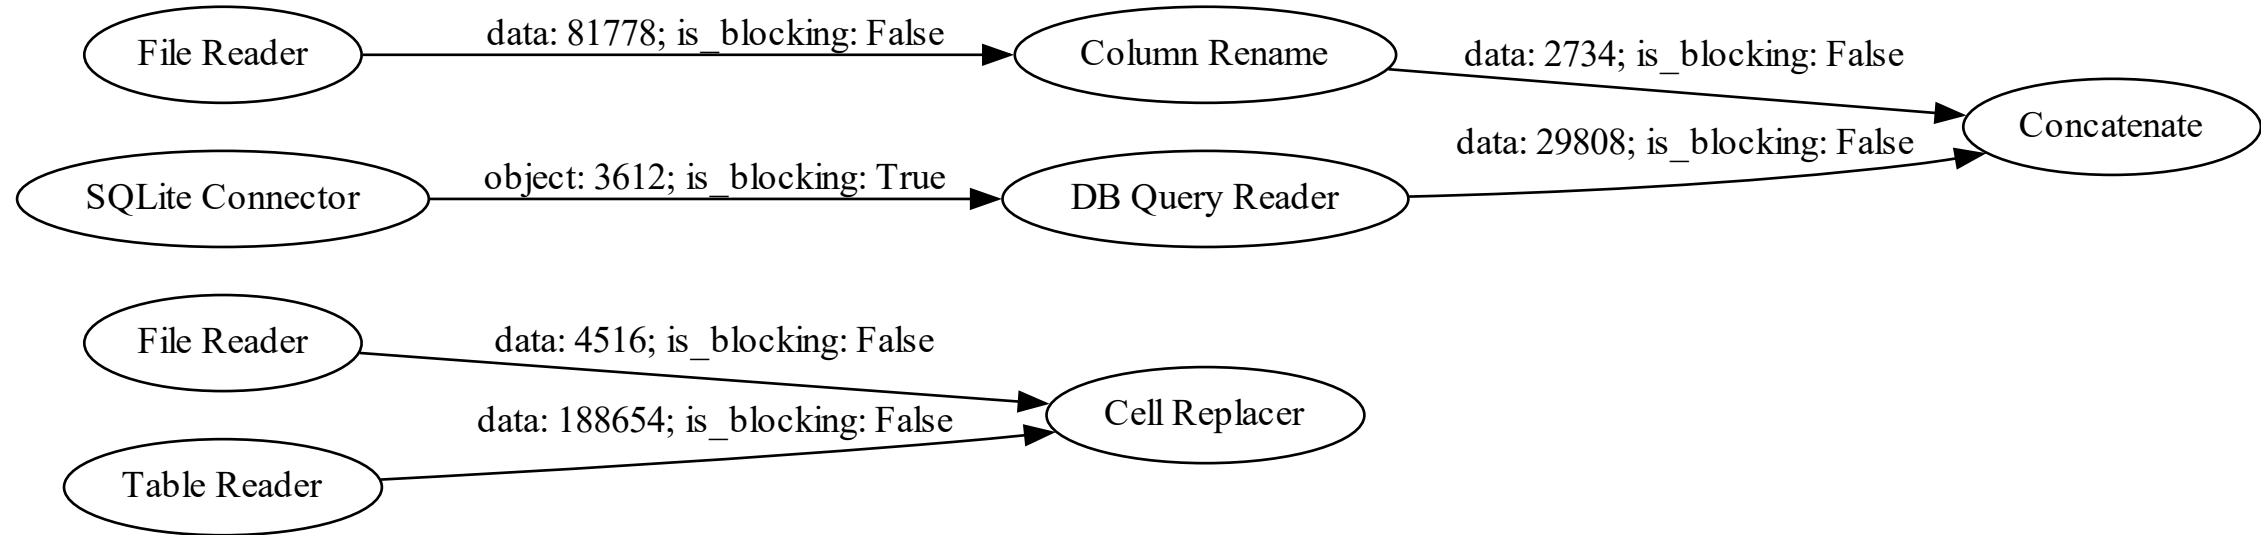 File Reader
data: 81778; is_blocking: False
Column Rename
data: 2734; is_blocking: False
Concatenate
SQLite Connector
object: 3612; is_blocking: True
DB Query Reader
data: 29808; is_blocking: False
File Reader
data: 4516; is_blocking: False
Cell Replacer
Table Reader
data: 188654; is_blocking: False